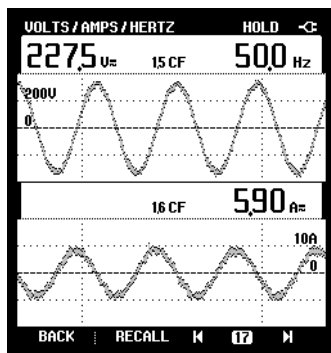 VOLTS/AMPS/HERTZ HOLD
227,5 V≂ 1,5 CF 50,0 Hz
200V
0
1,6 CF 5,90 A≂
10A
0
BACK RECALL 17